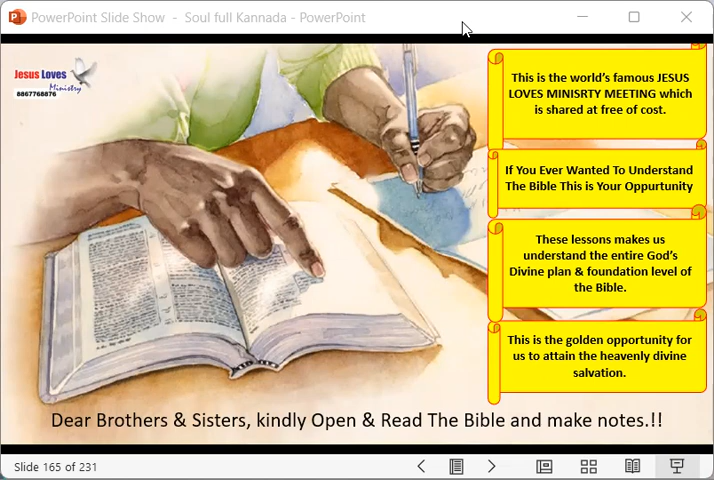 PowerPoint Slide Show - Soul full Kannada - PowerPoint
Jesus Loves
Ministry
8867768876
This is the world's famous JESUS
LOVES MINISRTY MEETING which
is shared at free of cost.
If You Ever Wanted To Understand
The Bible This is Your Oppurtunity
These lessons makes us
understand the entire God's
Divine plan & foundation level of
the Bible.
This is the golden opportunity for
us to attain the heavenly divine
salvation.
Dear Brothers & Sisters, kindly Open & Read The Bible and make notes.!!
Slide 165 of 231